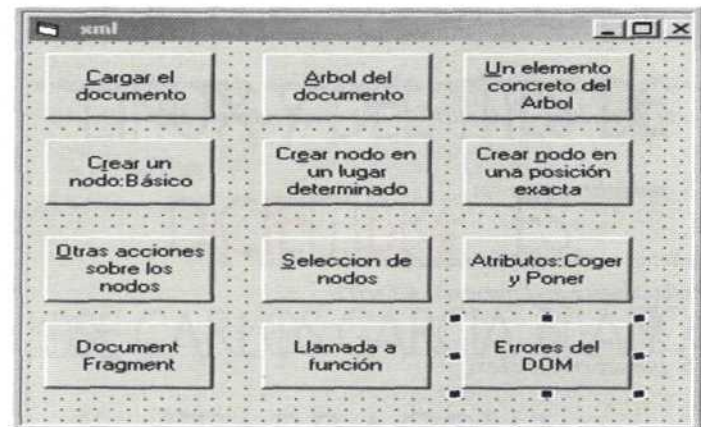 xml
Cargar el
documento
Arbol del
documento
Un elemento
concreto del
Arbol
Crear un
nodo:Básico
Crear nodo en
un lugar
determinado
Crear nodo en
una posición
exacta
Otras acciones
sobre los
nodos
Seleccion de
nodos
Atributos:Coger
y Poner
Document
Fragment
Llamada a
función
Errores del
DOM